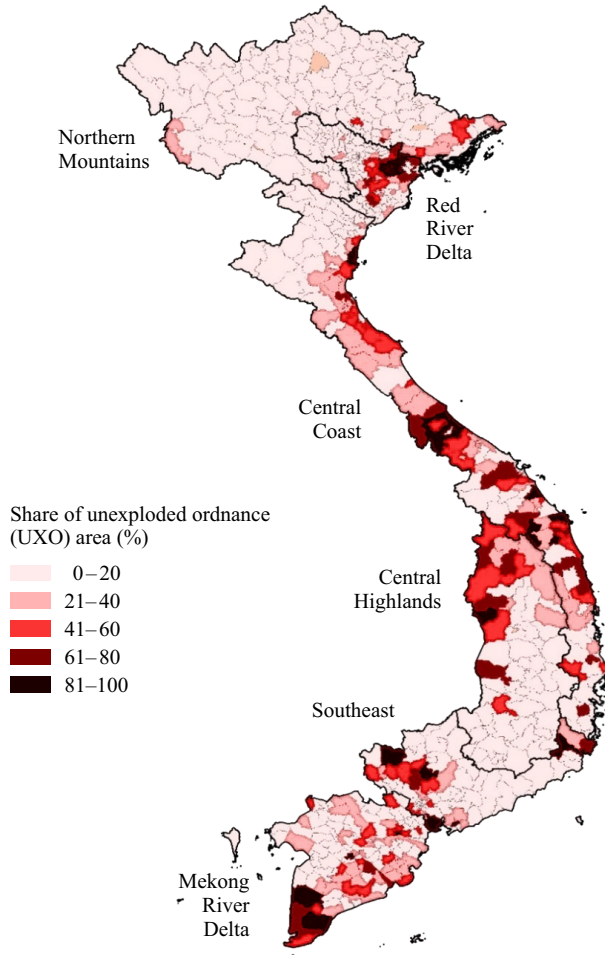 Northern
Mountains
Red
River
Delta
Central
Coast
Share of unexploded ordnance
(UXO) area (%)
0–20
21–40
41–60
61–80
81–100
Central
Highlands
Southeast
Mekong
River
Delta